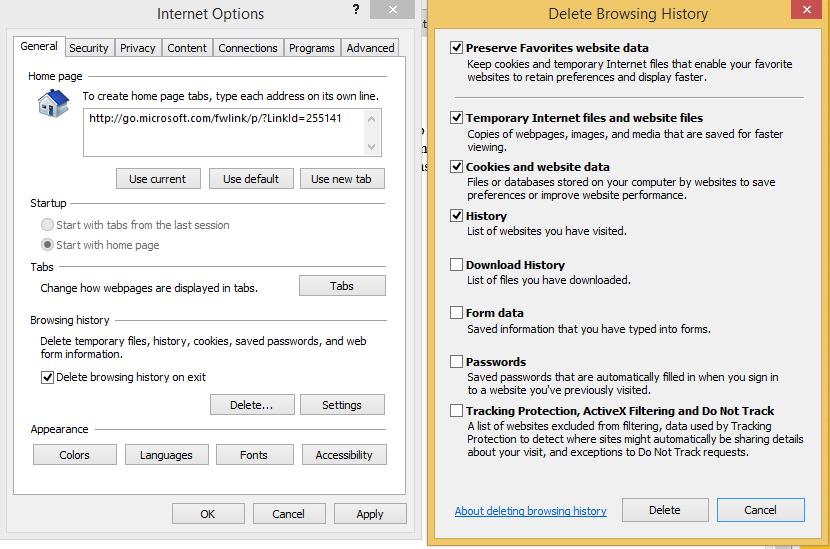 Internet Options
?
General Security Privacy Content Connections Programs Advanced
Home page
To create home page tabs, type each address on its own line.
http://go.microsoft.com/fwlink/p/?LinkId=255141
Use current Use default Use new tab
Startup
Start with tabs from the last session
Start with home page
Tabs
Change how webpages are displayed in tabs.
Tabs
Browsing history
Delete temporary files, history, cookies, saved passwords, and web
form information.
Delete browsing history on exit
Delete... Settings
Appearance
Colors Languages Fonts Accessibility
OK Cancel Apply
Delete Browsing History
Preserve Favorites website data
Keep cookies and temporary Internet files that enable your favorite
websites to retain preferences and display faster.
Temporary Internet files and website files
Copies of webpages, images, and media that are saved for faster
viewing.
Cookies and website data
Files or databases stored on your computer by websites to save
preferences or improve website performance.
History
List of websites you have visited.
Download History
List of files you have downloaded.
Form data
Saved information that you have typed into forms.
Passwords
Saved passwords that are automatically filled in when you sign in
to a website you've previously visited.
Tracking Protection, ActiveX Filtering and Do Not Track
A list of websites excluded from filtering, data used by Tracking
Protection to detect where sites might automatically be sharing details
about your visit, and exceptions to Do Not Track requests.
About deleting browsing history
Delete Cancel